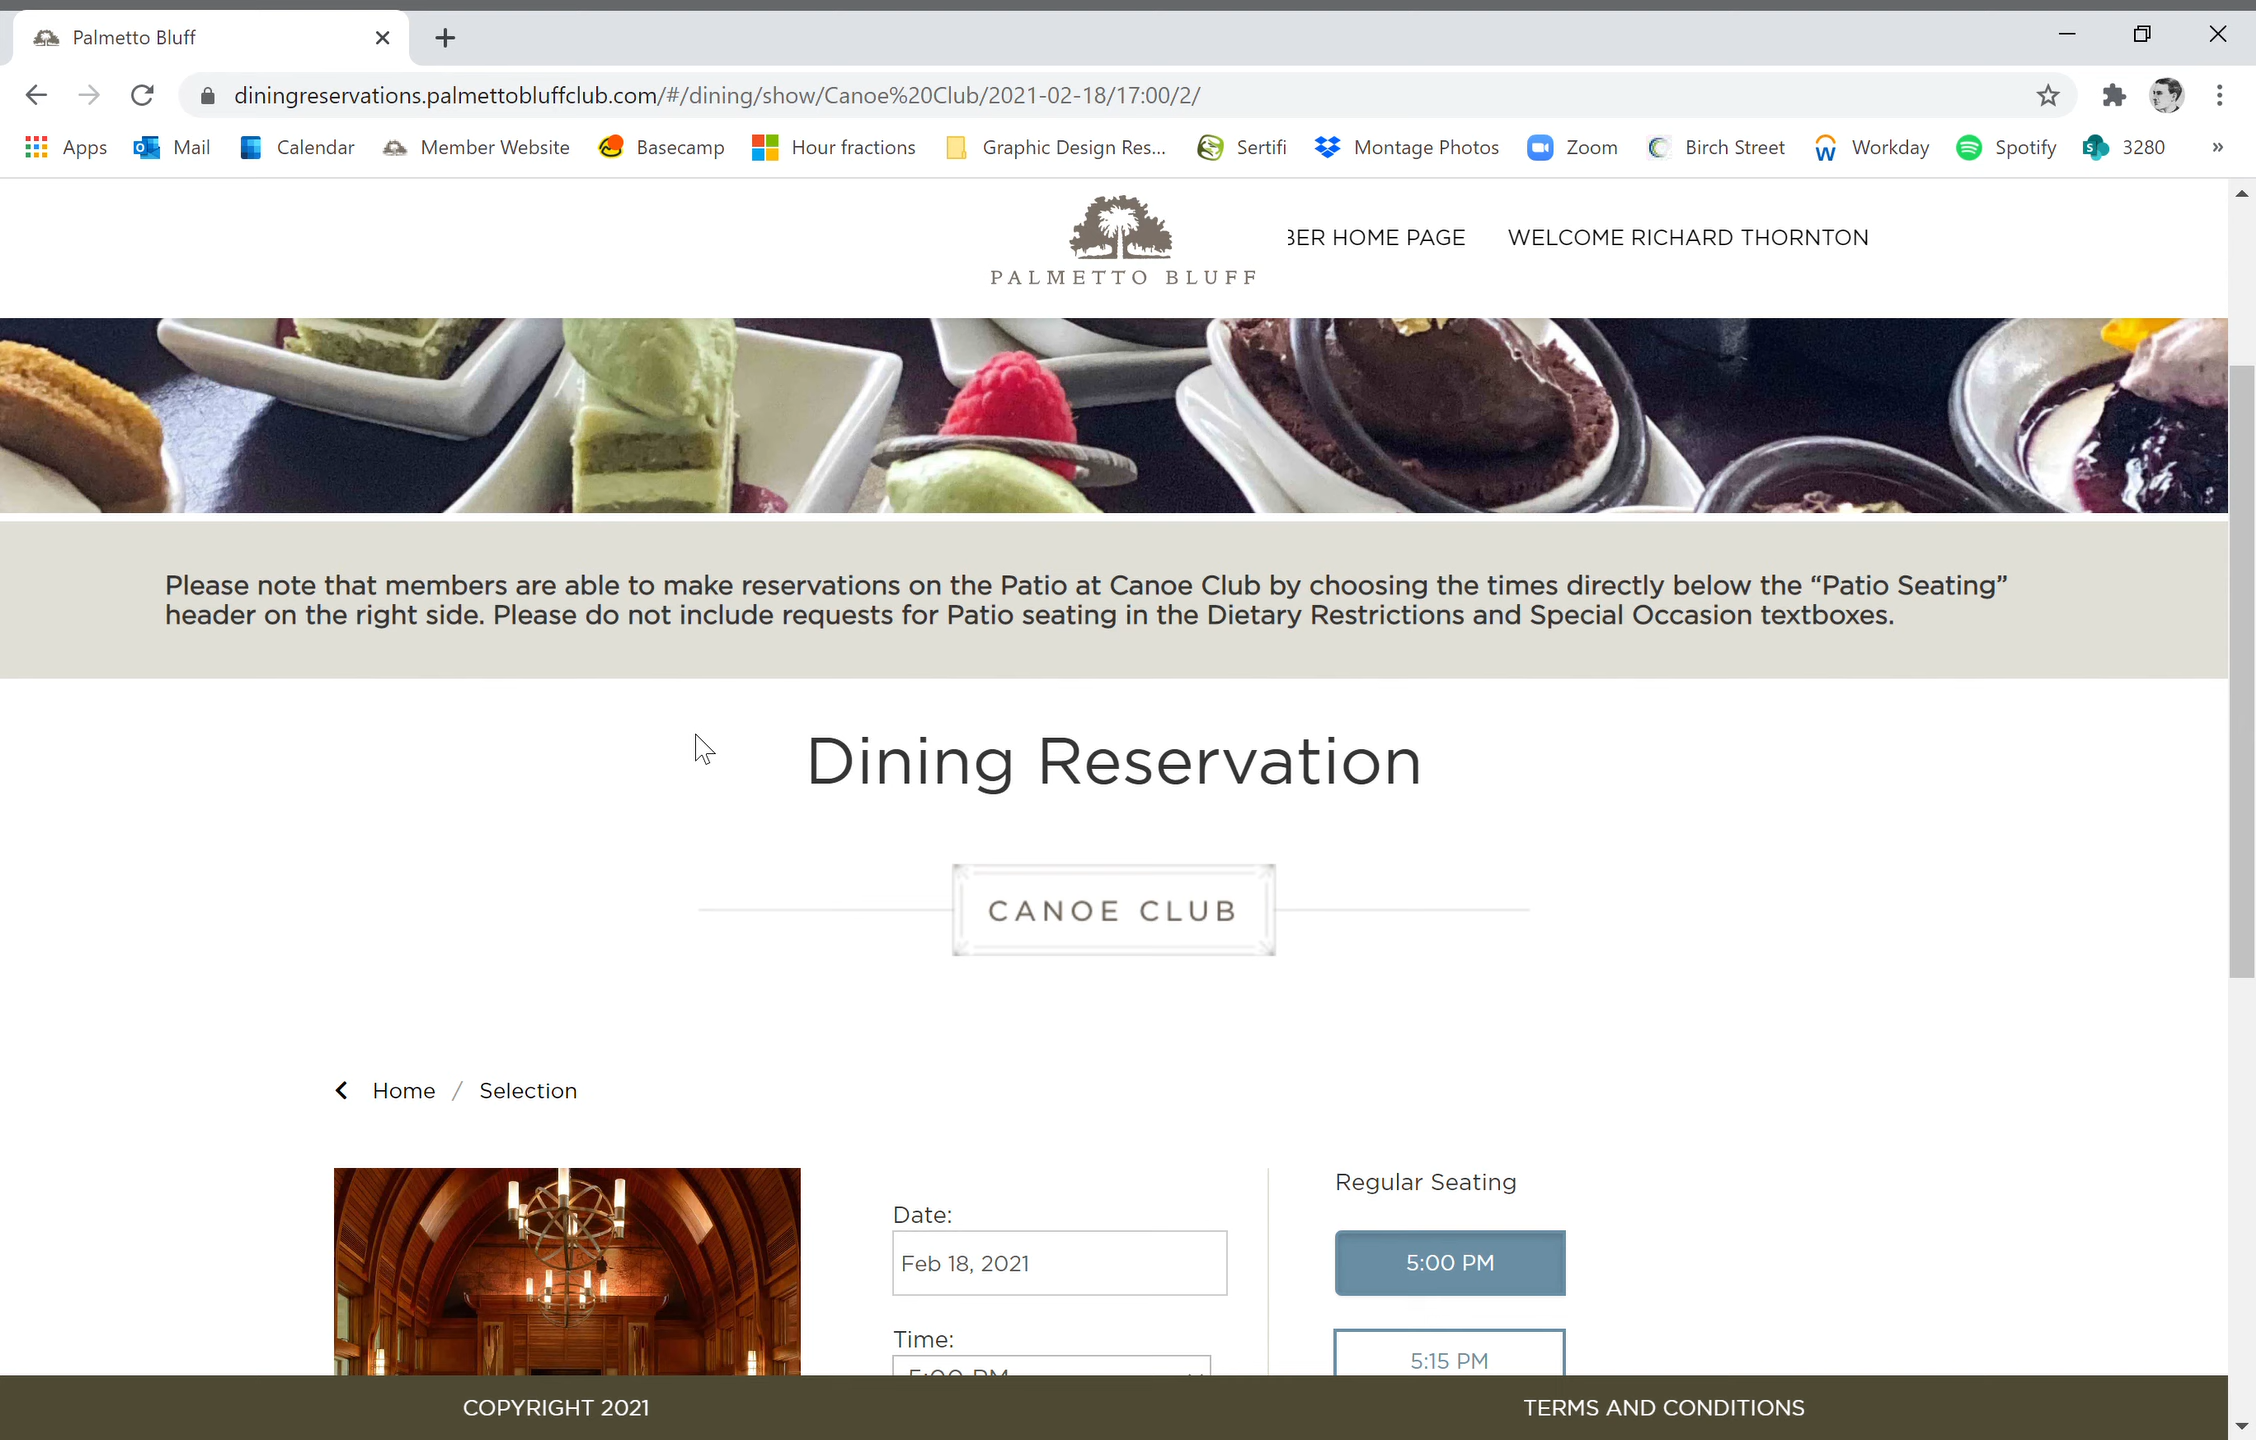 Palmetto Bluff
diningreservations.palmettobluffclub.com/#/dining/show/Canoe%20Club/2021-02-18/17:00/2/
Apps Mail Calendar Member Website Basecamp Hour fractions Graphic Design Res... Sertifi Montage Photos Zoom Birch Street Workday Spotify 3280 »
PALMETTO BLUFF
BER HOME PAGE WELCOME RICHARD THORNTON
Please note that members are able to make reservations on the Patio at Canoe Club by choosing the times directly below the “Patio Seating”
header on the right side. Please do not include requests for Patio seating in the Dietary Restrictions and Special Occasion textboxes.
Dining Reservation
CANOE CLUB
Home / Selection
Date:
Feb 18, 2021
Time:
5:00 PM
Regular Seating
5:00 PM
5:15 PM
COPYRIGHT 2021 TERMS AND CONDITIONS